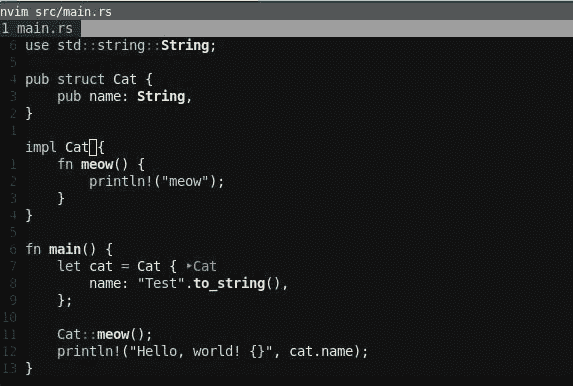 nvim src/main.rs
1 main.rs
6 use std::string::String;
5
4 pub struct Cat {
3     pub name: String,
2 }
1
impl Cat {
1     fn meow() {
2         println!("meow");
3     }
4 }
5
6 fn main() {
7     let cat = Cat { ▸Cat
8         name: "Test".to_string(),
9     };
10
11     Cat::meow();
12     println!("Hello, world! {}", cat.name);
13 }